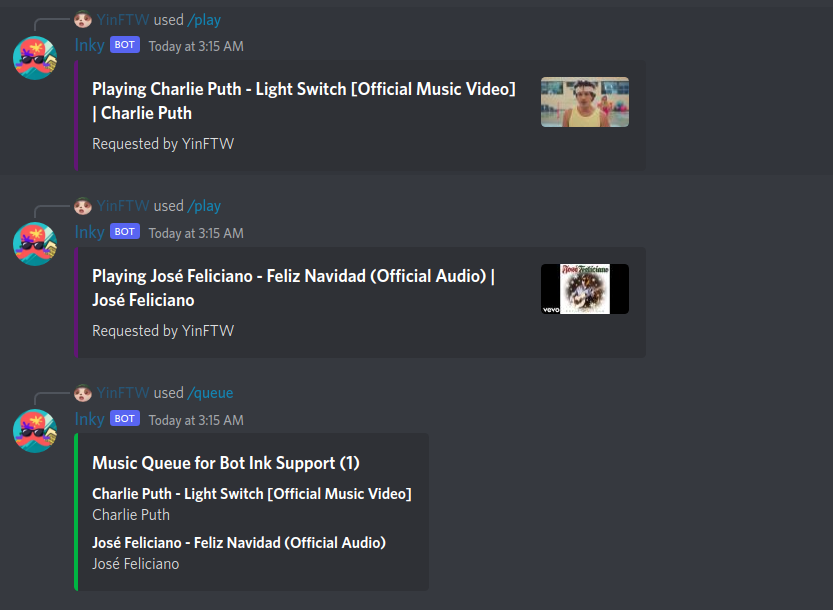 YinFTW used /play
Inky BOT Today at 3:15 AM
Playing Charlie Puth - Light Switch [Official Music Video]
| Charlie Puth
Requested by YinFTW
YinFTW used /play
Inky BOT Today at 3:15 AM
Playing José Feliciano - Feliz Navidad (Official Audio) |
José Feliciano
José Feliciano
vevo
Requested by YinFTW
YinFTW used /queue
Inky BOT Today at 3:15 AM
Music Queue for Bot Ink Support (1)
Charlie Puth - Light Switch [Official Music Video]
Charlie Puth
José Feliciano - Feliz Navidad (Official Audio)
José Feliciano